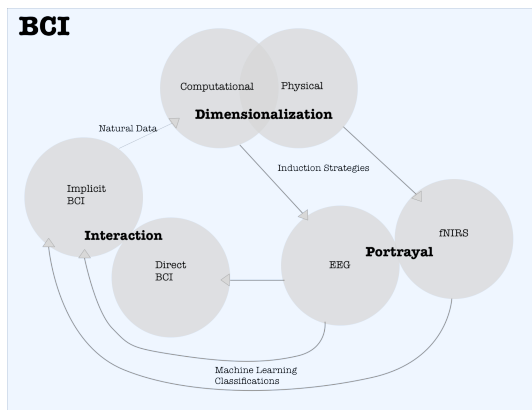 BCI
Computational
Physical
Dimensionalization
Natural Data
Induction Strategies
Implicit
BCI
Interaction
Direct
BCI
fNIRS
Portrayal
EEG
Machine Learning
Classifications